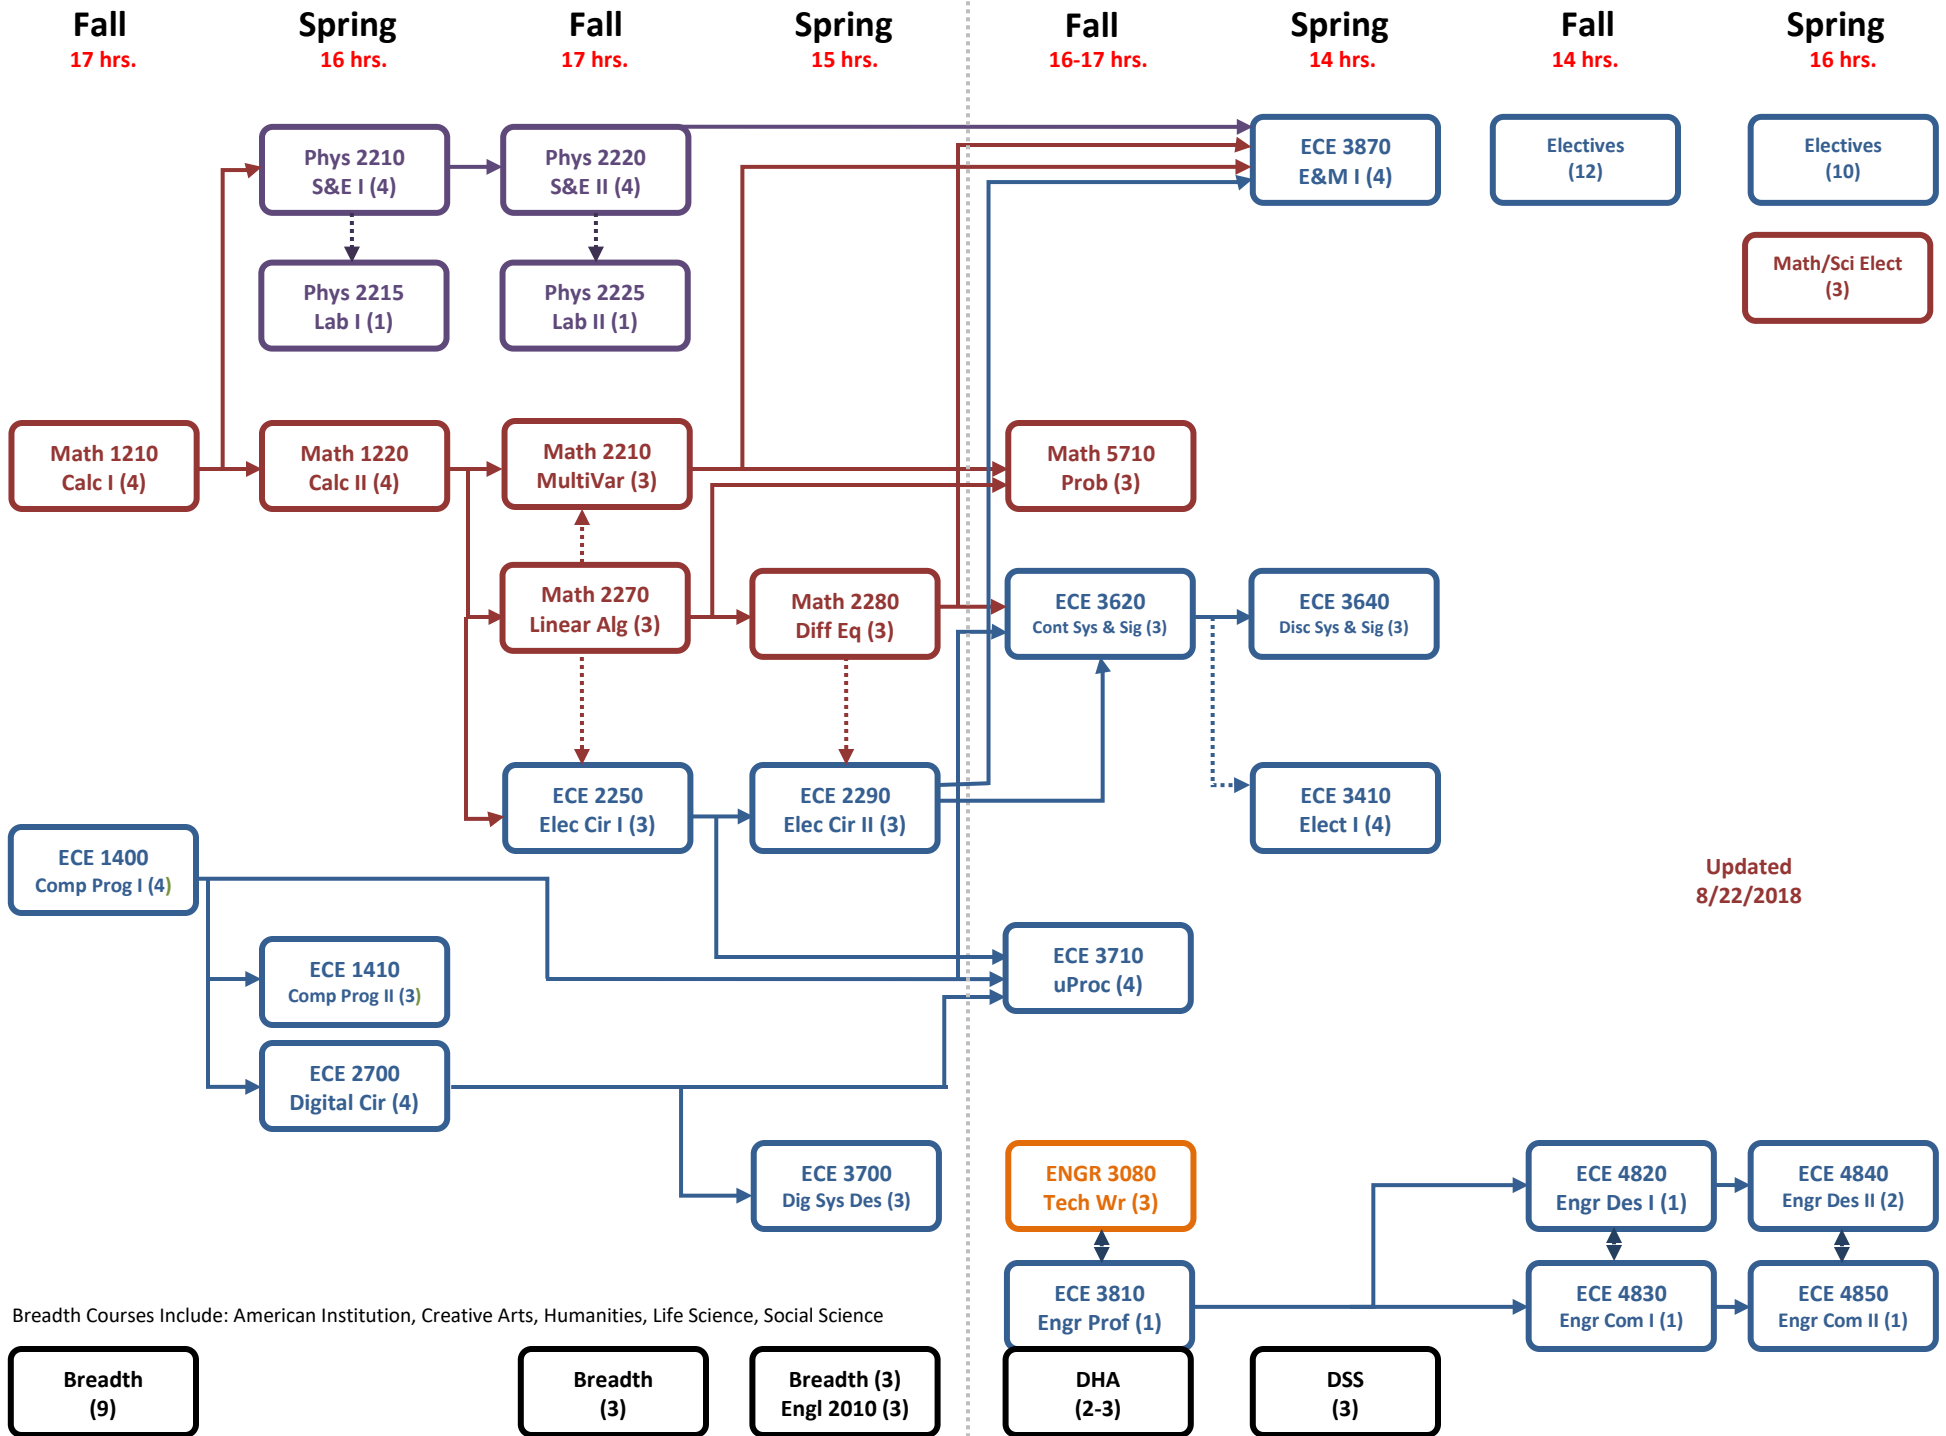 Fall
17 hrs.
Spring
16 hrs.
Fall
17 hrs.
Spring
15 hrs.
Fall
16-17 hrs.
Spring
14 hrs.
Fall
14 hrs.
Spring
16 hrs.
Phys 2210
S&E I (4)
Phys 2220
S&E II (4)
ECE 3870
E&M I (4)
Electives
(12)
Electives
(10)
Phys 2215
Lab I (1)
Phys 2225
Lab II (1)
Math/Sci Elect
(3)
Math 1210
Calc I (4)
Math 1220
Calc II (4)
Math 2210
MultiVar (3)
Math 5710
Prob (3)
Math 2270
Linear Alg (3)
Math 2280
Diff Eq (3)
ECE 3620
Cont Sys & Sig (3)
ECE 3640
Disc Sys & Sig (3)
ECE 2250
Elec Cir I (3)
ECE 2290
Elec Cir II (3)
ECE 3410
Elect I (4)
ECE 1400
Comp Prog I (4)
Updated
8/22/2018
ECE 1410
Comp Prog II (3)
ECE 3710
uProc (4)
ECE 2700
Digital Cir (4)
ECE 3700
Dig Sys Des (3)
ENGR 3080
Tech Wr (3)
ECE 4820
Engr Des I (1)
ECE 4840
Engr Des II (2)
ECE 3810
Engr Prof (1)
ECE 4830
Engr Com I (1)
ECE 4850
Engr Com II (1)
Breadth Courses Include: American Institution, Creative Arts, Humanities, Life Science, Social Science
Breadth
(9)
Breadth
(3)
Breadth (3)
Engl 2010 (3)
DHA
(2-3)
DSS
(3)